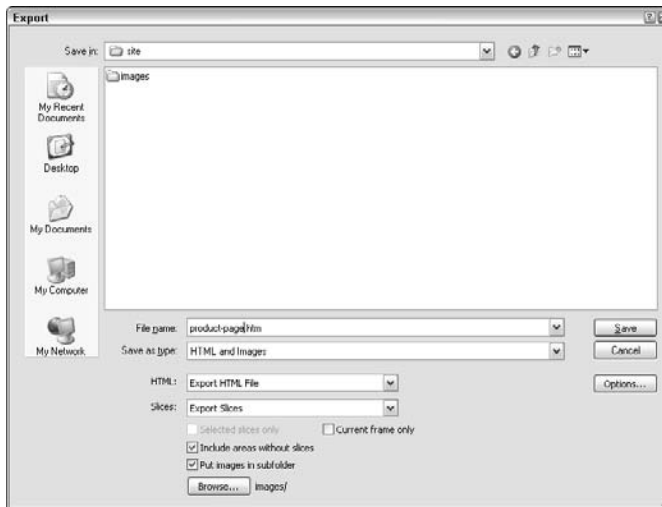 Export
Save in: site
images
My Recent
Documents
Desktop
My Documents
My Computer
My Network
File name: product-page.htm
Save
Save as type: HTML and Images
Cancel
HTML: Export HTML File
Options...
Slices: Export Slices
Selected slices only Current frame only
Include areas without slices
Put images in subfolder
Browse... images/